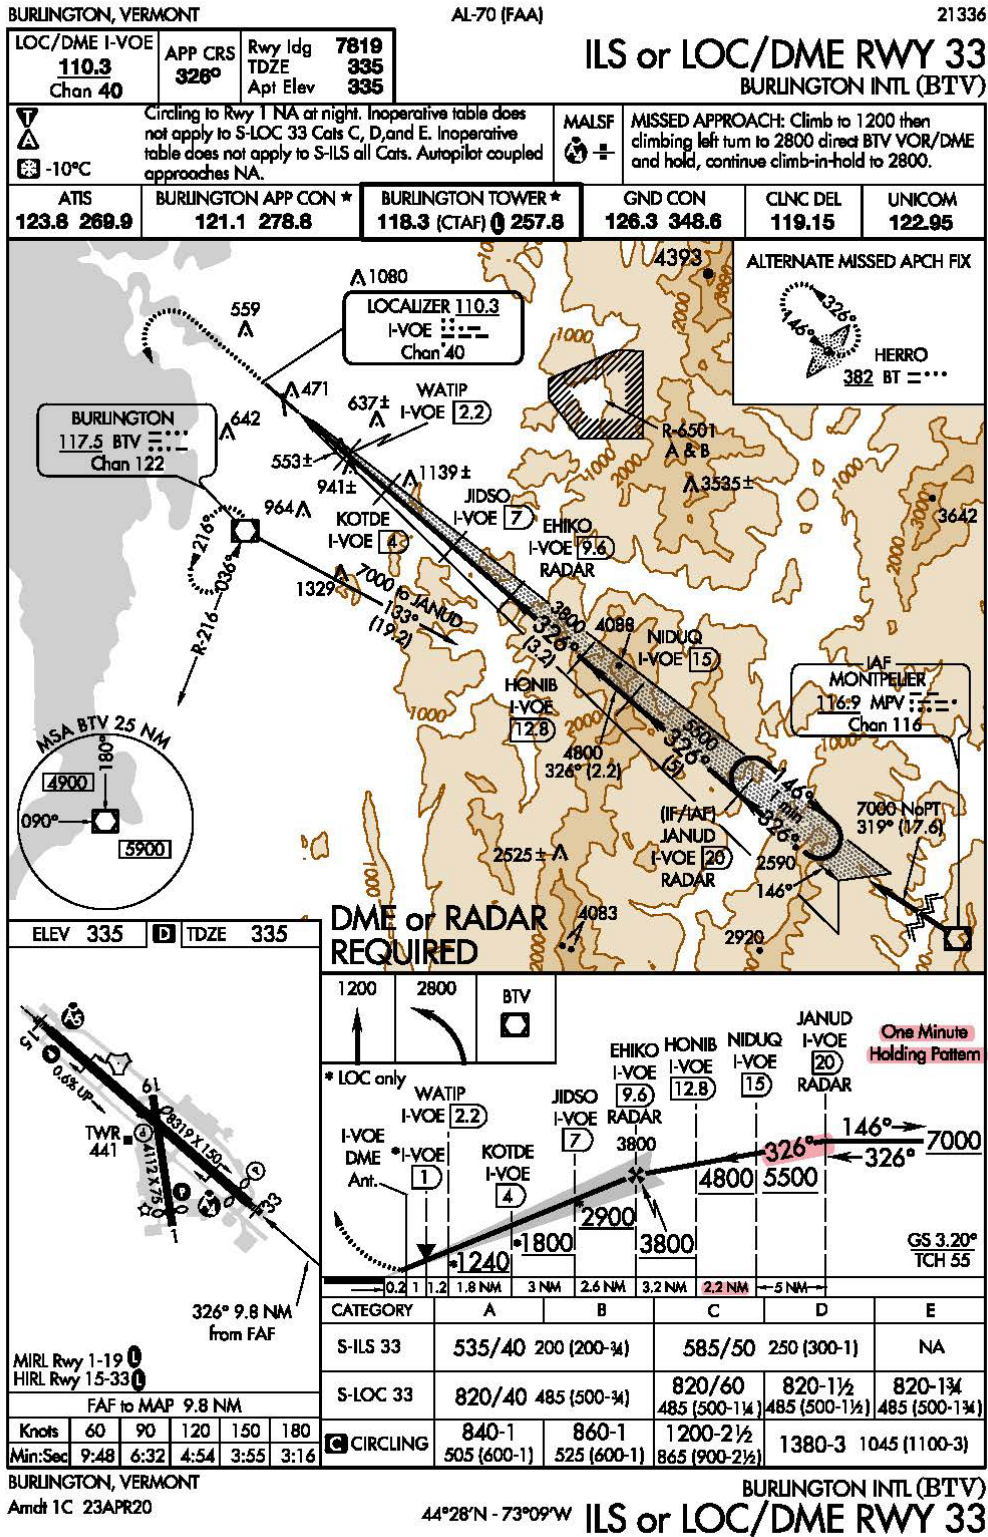 BURLINGTON, VERMONT
AL-70 (FAA)
21336
LOC/DME I-VOE
110.3
Chan 40
APP CRS
326°
Rwy ldg 7819
TDZE 335
Apt Elev 335
ILS or LOC/DME RWY 33
BURLINGTON INTL (BTV)
T
A
-10°C
Circling to Rwy 1 NA at night. Inoperative table does
not apply to S-LOC 33 Cats C, D, and E. Inoperative
table does not apply to S-ILS all Cats. Autopilot coupled
approaches NA.
MALSF
MISSED APPROACH: Climb to 1200 then
climbing left turn to 2800 direct BTV VOR/DME
and hold, continue climb-in-hold to 2800.
ATIS
123.8 269.9
BURLINGTON APP CON ★
121.1 278.8
BURLINGTON TOWER ★
118.3 (CTAF) L 257.8
GND CON
126.3 348.6
CLNC DEL
119.15
UNICOM
122.95
4393
3000
2000
1000
1080
559
LOCALIZER 110.3
I-VOE
Chan 40
ALTERNATE MISSED APCH FIX
326°
146°
HERRO
382 BT
471
WATIP
I-VOE 2.2
637±
R-6501
A & B
BURLINGTON
117.5 BTV
Chan 122
642
553±
941±
1139±
1000
2000
3535±
1000
3000
3642
2000
964
JIDSO
I-VOE 7
KOTDE
I-VOE 4
EHIKO
I-VOE 9.6
RADAR
216°
036°
R-216
1329
7000 to JANUD
133°
(19.2)
3800
326°
(3.2)
4088
NIDUQ
I-VOE 15
IAF
MONTPELIER
116.9 MPV
Chan 116
HONIB
I-VOE
12.8
1000
2000
4800
326° (2.2)
5500
326°
(5)
1000
MSA BTV 25 NM
180°
4900
090°
5900
146°
1 min
326°
(IF/IAF)
JANUD
I-VOE 20
RADAR
7000 NoPT
319° (17.6)
2525±
2590
146°
1000
4083
2000
2920
DME or RADAR
REQUIRED
ELEV 335
D TDZE 335
A5
15
0.6% UP
19
TWR
441
8319 X 150
4112 X 75
33
1
326° 9.8 NM
from FAF
MIRL Rwy 1-19 L
HIRL Rwy 15-33 L
FAF to MAP 9.8 NM
Knots 60 90 120 150 180
Min:Sec 9:48 6:32 4:54 3:55 3:16
1200
2800
BTV
* LOC only
I-VOE
DME
Ant.
*I-VOE
1
WATIP
I-VOE 2.2
KOTDE
I-VOE
4
JIDSO
I-VOE
7
EHIKO
I-VOE
9.6
RADAR
3800
HONIB
I-VOE
12.8
NIDUQ
I-VOE
15
JANUD
I-VOE
20
RADAR
One Minute
Holding Pattern
146°
326°
326°
7000
4800 5500
*2900
3800
*1800
*1240
GS 3.20°
TCH 55
0.2 1 1.2 1.8 NM 3 NM 2.6 NM 3.2 NM 2.2 NM 5 NM
CATEGORY A B C D E
S-ILS 33 535/40 200 (200-¾) 585/50 250 (300-1) NA
S-LOC 33 820/40 485 (500-¾) 820/60 485 (500-1¼) 820-1½ 485 (500-1½) 820-1¾ 485 (500-1¾)
C CIRCLING 840-1 505 (600-1) 860-1 525 (600-1) 1200-2½ 865 (900-2½) 1380-3 1045 (1100-3)
BURLINGTON, VERMONT
Amdt 1C 23APR20
44°28'N - 73°09'W
BURLINGTON INTL (BTV)
ILS or LOC/DME RWY 33